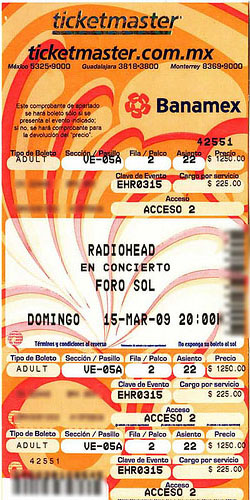 ticketmaster
ticketmaster.com.mx
México 5325-9000 Guadalajara 3818-3800 Monterrey 8369-9000
Este comprobante de apartado
se hará boleto sólo si se
presenta el evento indicado;
si no, se hará comprobante para
la devolución del "precio".
Banamex
42551
Tipo de Boleto Sección / Pasillo Fila / Palco Asiento Precio
ADULT VE-05A 2 22 $ 1250.00
Clave de Evento Cargo por servicio
EHR0315 $ 225.00
Acceso
ACCESO 2
RADIOHEAD
EN CONCIERTO
FORO SOL
DOMINGO 15-MAR-09 20:00H
Términos y condiciones al reverso No exponga su boleto al sol
Tipo de Boleto Sección / Pasillo Fila / Palco Asiento Precio
ADULT VE-05A 2 22 $ 1250.00
Clave de Evento Cargo por servicio
EHR0315 $ 225.00
Acceso
ACCESO 2
Tipo de Boleto Sección / Pasillo Fila / Palco Asiento Precio
ADULT VE-05A 2 22 $ 1250.00
42551
Clave de Evento Cargo por servicio
EHR0315 $ 225.00
Acceso
ACCESO 2